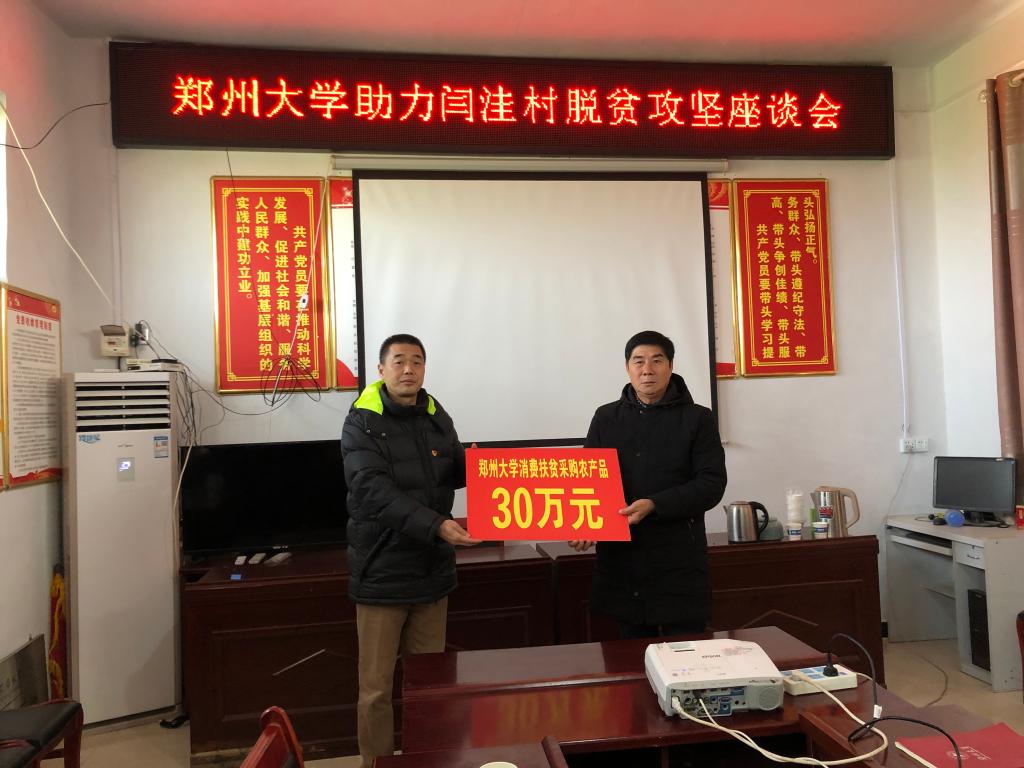 郑州大学助力闫洼村脱贫攻坚座谈会
共产党员要在推动科学
发展、促进社会和谐、服务
人民群众、加强基层组织的
实践中建功立业。
共产党员要带头学习提
高、带头争创佳绩、带头服
务群众、带头遵纪守法、带
头弘扬正气。
郑州大学消费扶贫采购农产品
30万元
EPSON